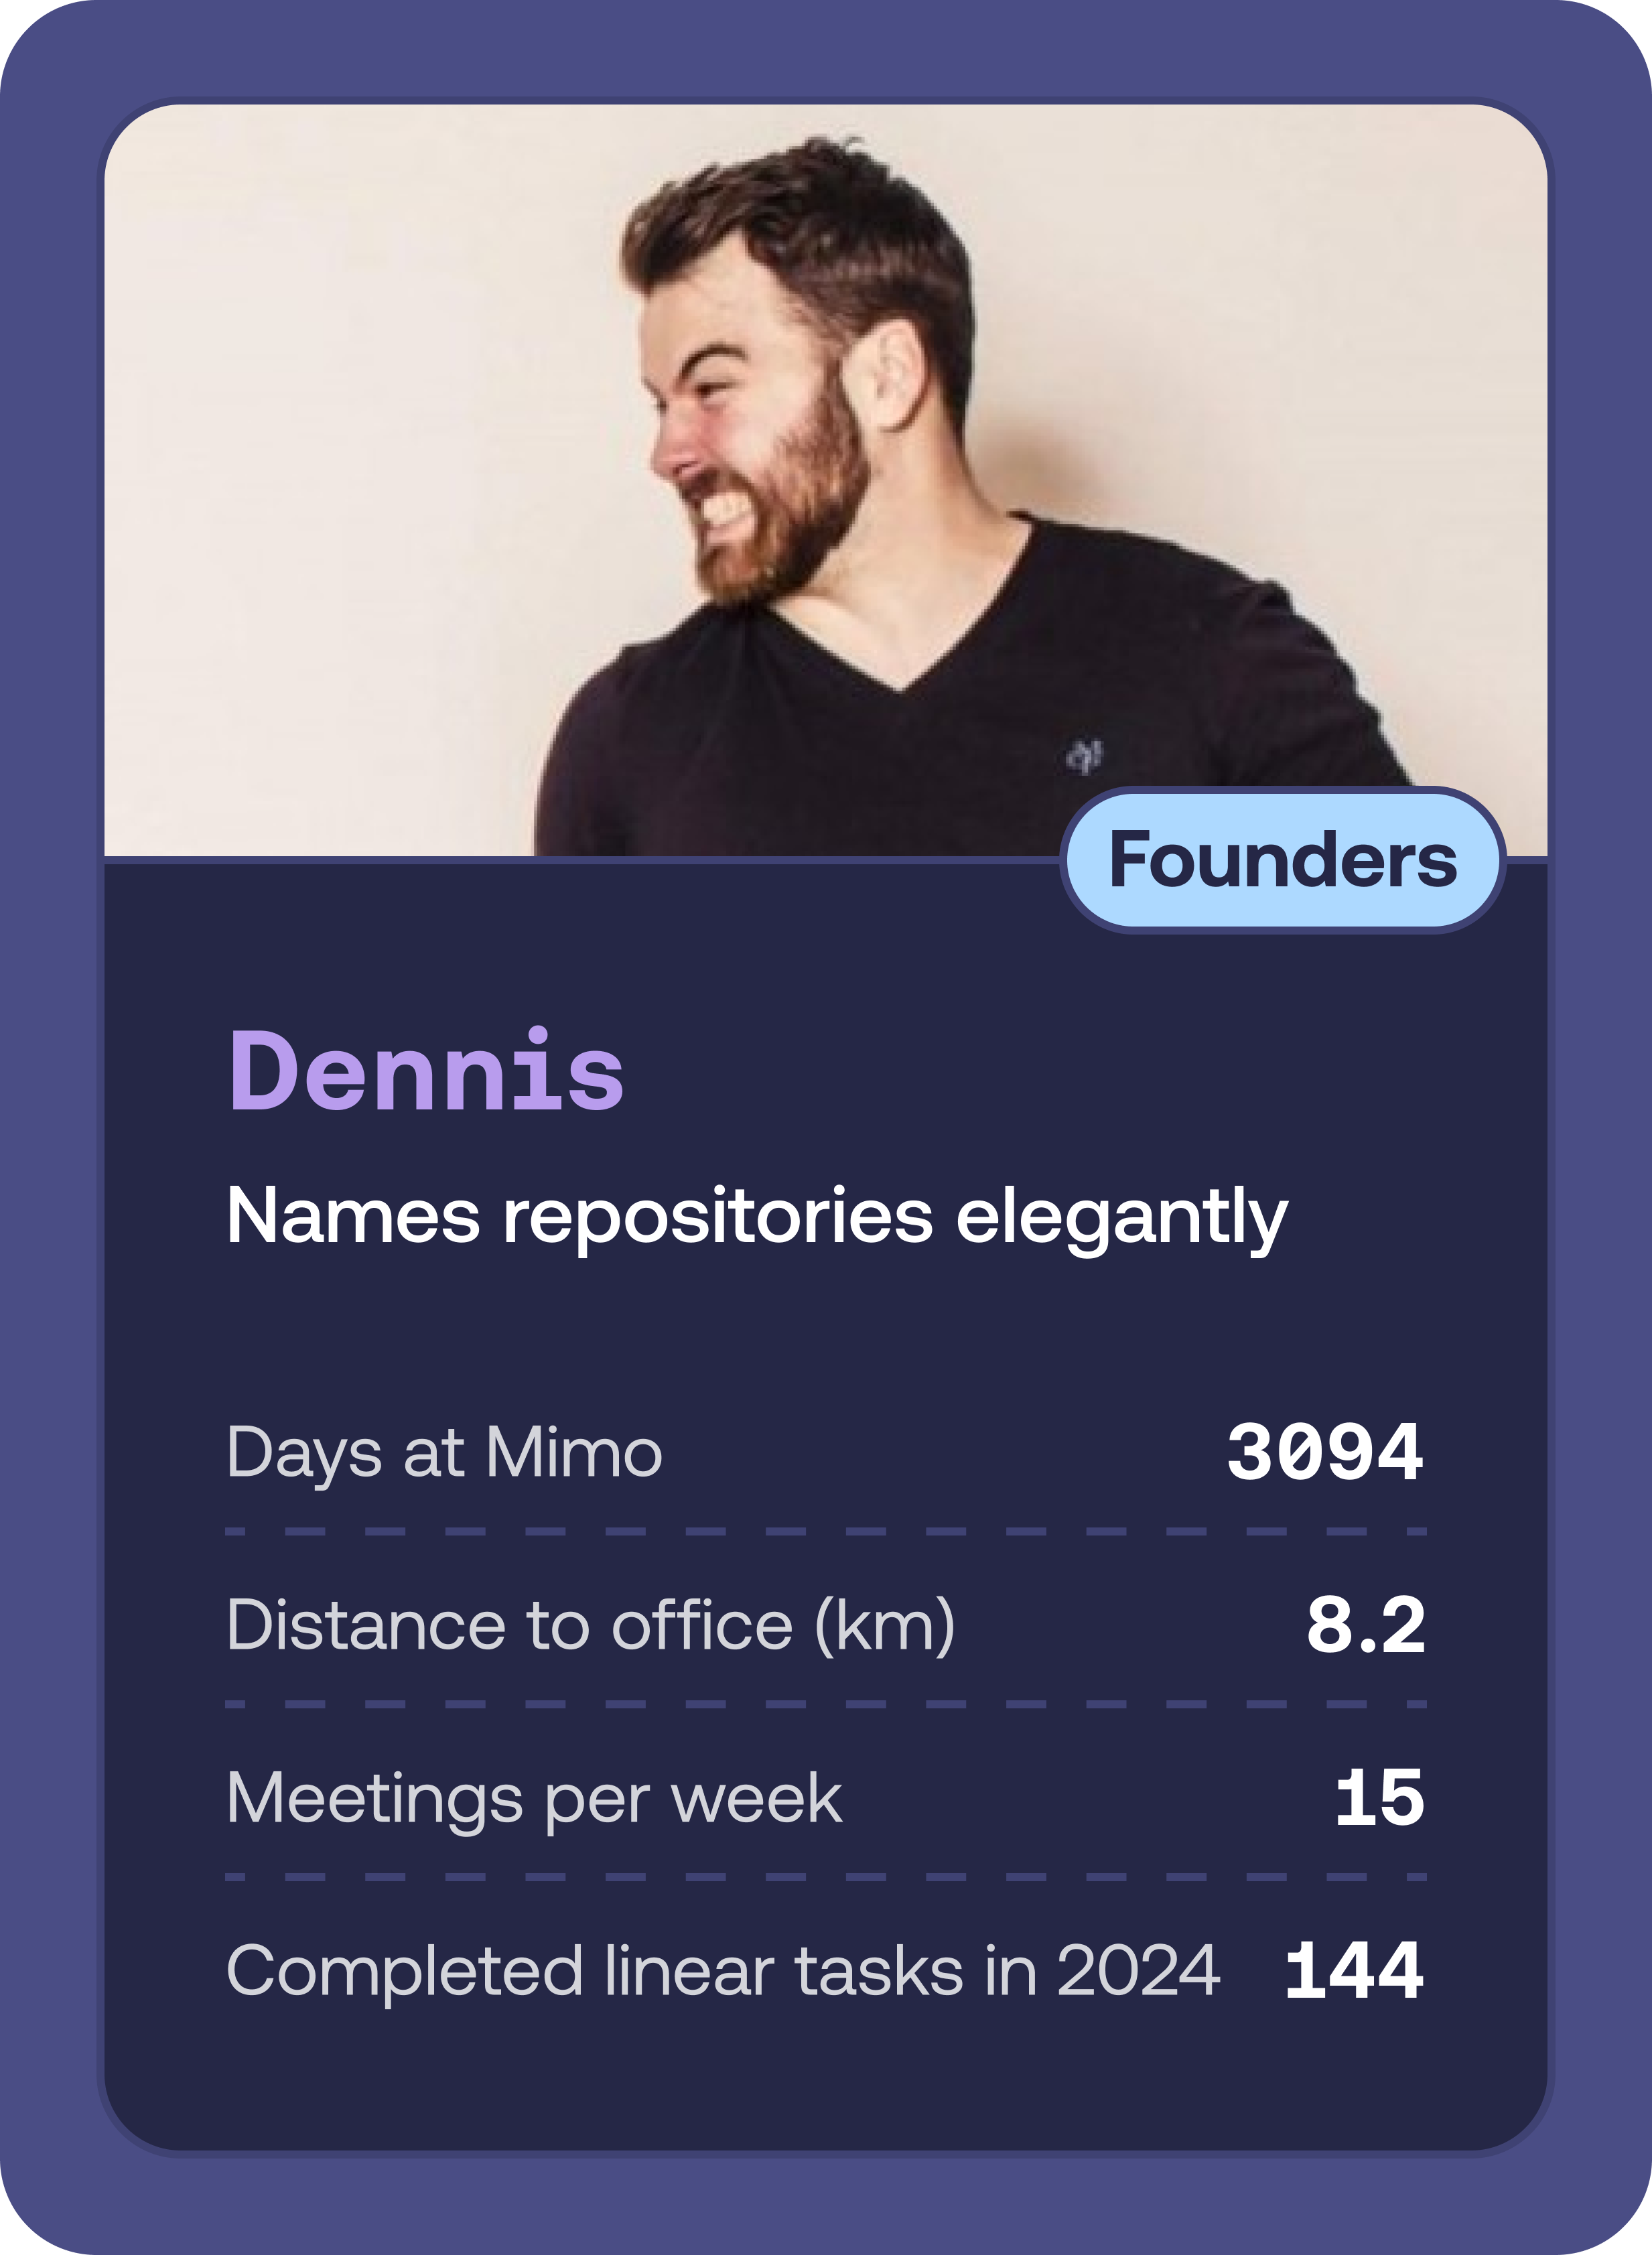 Founders
Dennis
Names repositories elegantly
Days at Mimo 3094
Distance to office (km) 8.2
Meetings per week 15
Completed linear tasks in 2024 144